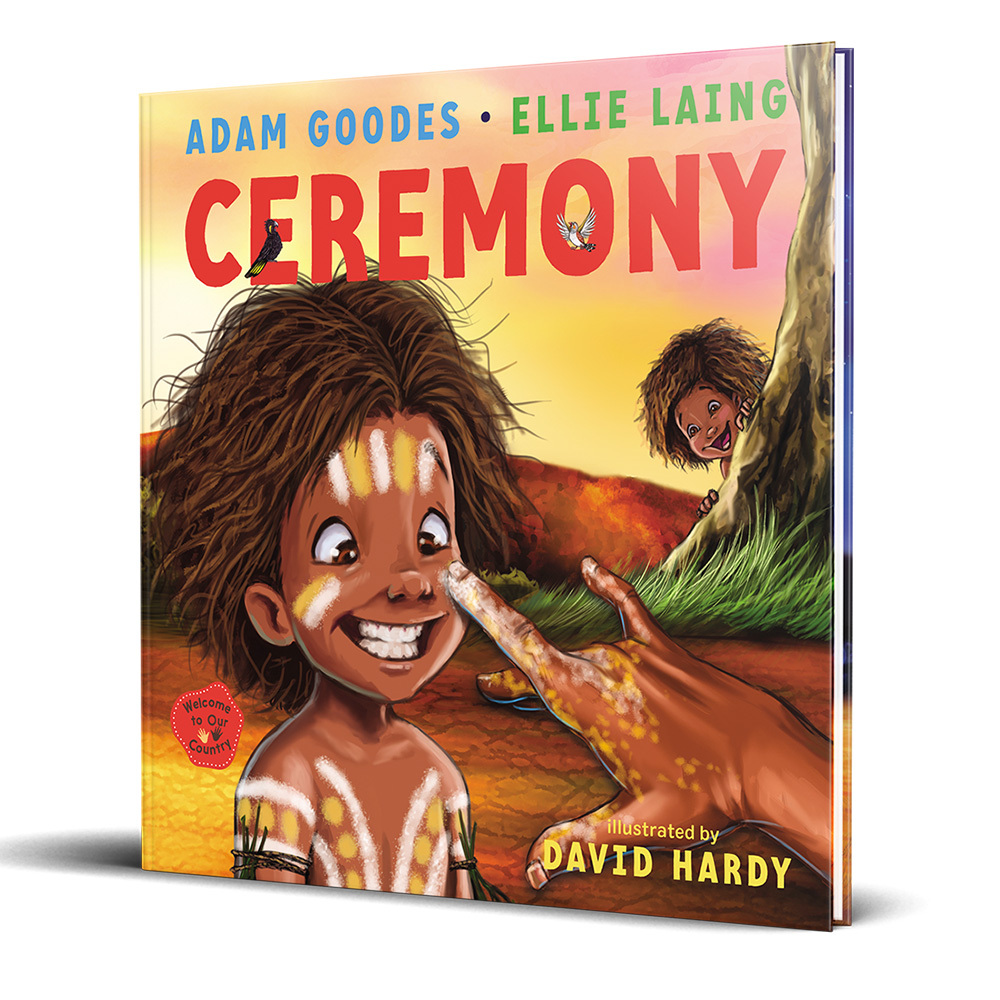 ADAM GOODES • ELLIE LAING
CEREMONY
Welcome
to Our
Country
illustrated by
DAVID HARDY